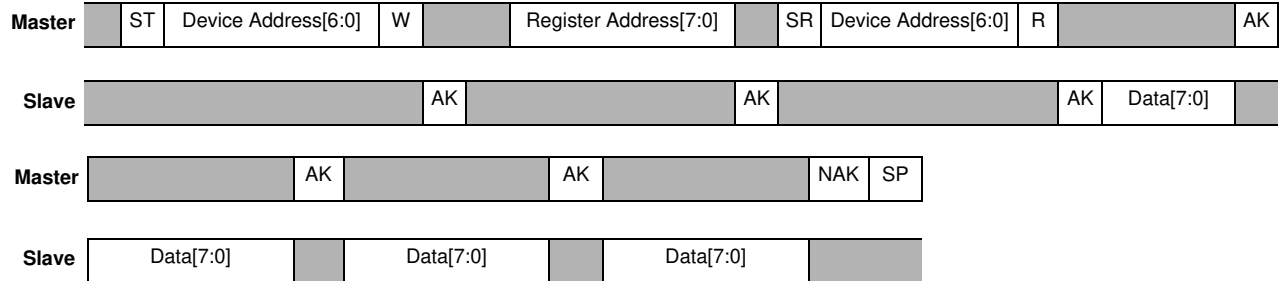 Master ST Device Address[6:0] W Register Address[7:0] SR Device Address[6:0] R AK
Slave AK AK AK Data[7:0]
Master AK AK NAK SP
Slave Data[7:0] Data[7:0] Data[7:0]